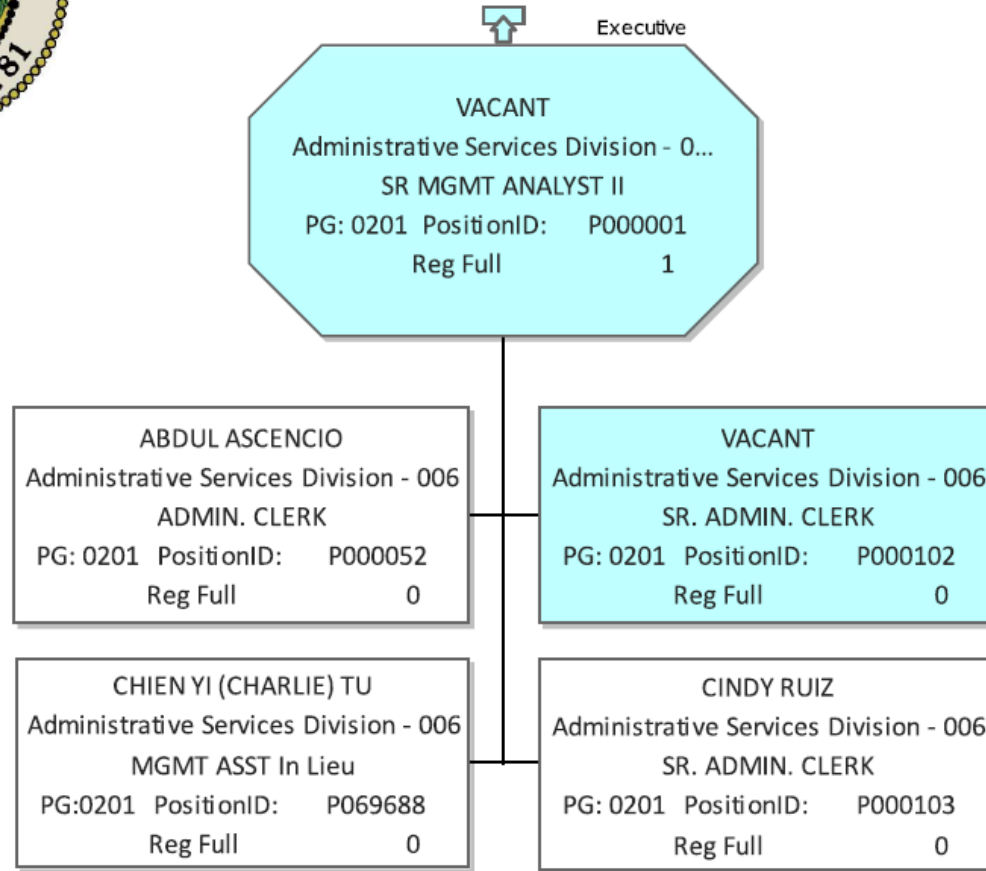 81
Executive
VACANT
Administrative Services Division - 0...
SR MGMT ANALYST II
PG: 0201 PositionID: P000001
Reg Full 1
ABDUL ASCENCIO
Administrative Services Division - 006
ADMIN. CLERK
PG: 0201 PositionID: P000052
Reg Full 0
VACANT
Administrative Services Division - 006
SR. ADMIN. CLERK
PG: 0201 PositionID: P000102
Reg Full 0
CHIEN YI (CHARLIE) TU
Administrative Services Division - 006
MGMT ASST In Lieu
PG:0201 PositionID: P069688
Reg Full 0
CINDY RUIZ
Administrative Services Division - 006
SR. ADMIN. CLERK
PG: 0201 PositionID: P000103
Reg Full 0